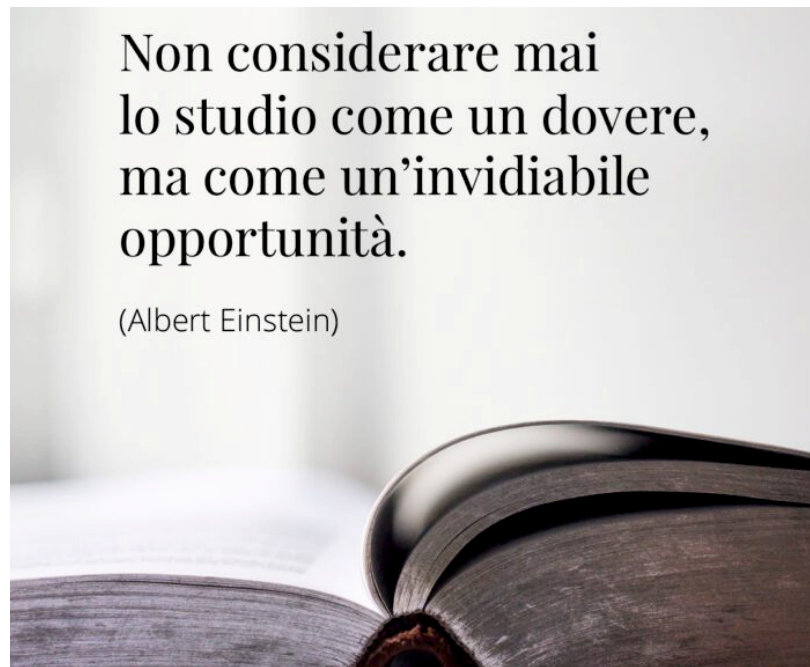 Non considerare mai
lo studio come un dovere,
ma come un’invidiabile
opportunità.
(Albert Einstein)